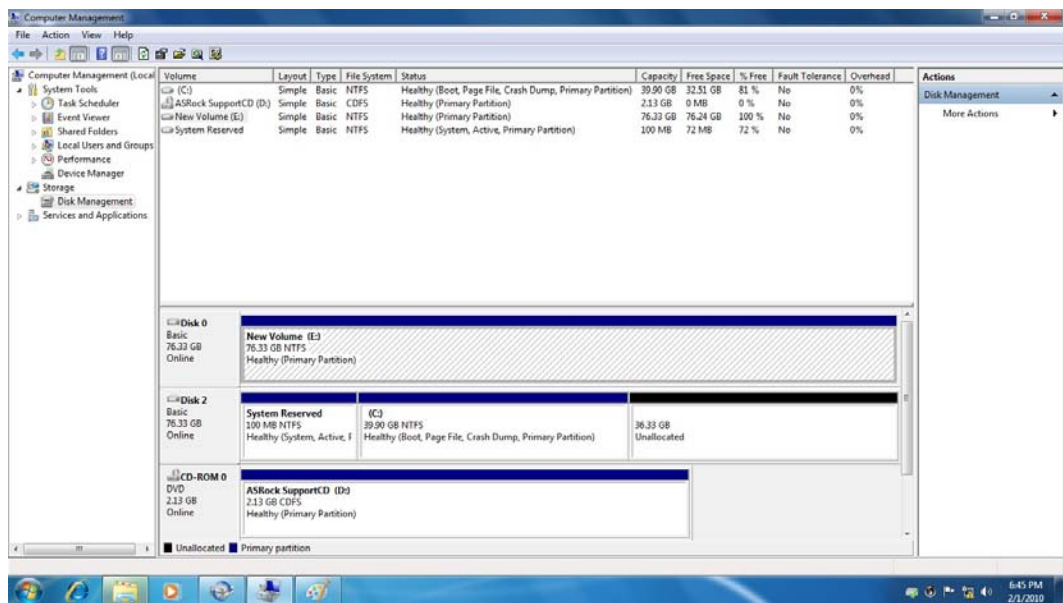 Computer Management
File Action View Help
Computer Management (Local
System Tools
Task Scheduler
Event Viewer
Shared Folders
Local Users and Groups
Performance
Device Manager
Storage
Disk Management
Services and Applications
Volume Layout Type File System Status Capacity Free Space % Free Fault Tolerance Overhead
(C:) Simple Basic NTFS Healthy (Boot, Page File, Crash Dump, Primary Partition) 39.90 GB 32.51 GB 81 % No 0%
ASRock SupportCD (D:) Simple Basic CDFS Healthy (Primary Partition) 2.13 GB 0 MB 0 % No 0%
New Volume (E:) Simple Basic NTFS Healthy (Primary Partition) 76.33 GB 76.24 GB 100 % No 0%
System Reserved Simple Basic NTFS Healthy (System, Active, Primary Partition) 100 MB 72 MB 72 % No 0%
Disk 0
Basic
76.33 GB
Online
New Volume (E:)
76.33 GB NTFS
Healthy (Primary Partition)
Disk 2
Basic
76.33 GB
Online
System Reserved
100 MB NTFS
Healthy (System, Active, P
(C:)
39.90 GB NTFS
Healthy (Boot, Page File, Crash Dump, Primary Partition)
36.33 GB
Unallocated
CD-ROM 0
DVD
2.13 GB
Online
ASRock SupportCD (D:)
2.13 GB CDFS
Healthy (Primary Partition)
Unallocated Primary partition
Actions
Disk Management
More Actions
6:45 PM
2/1/2010